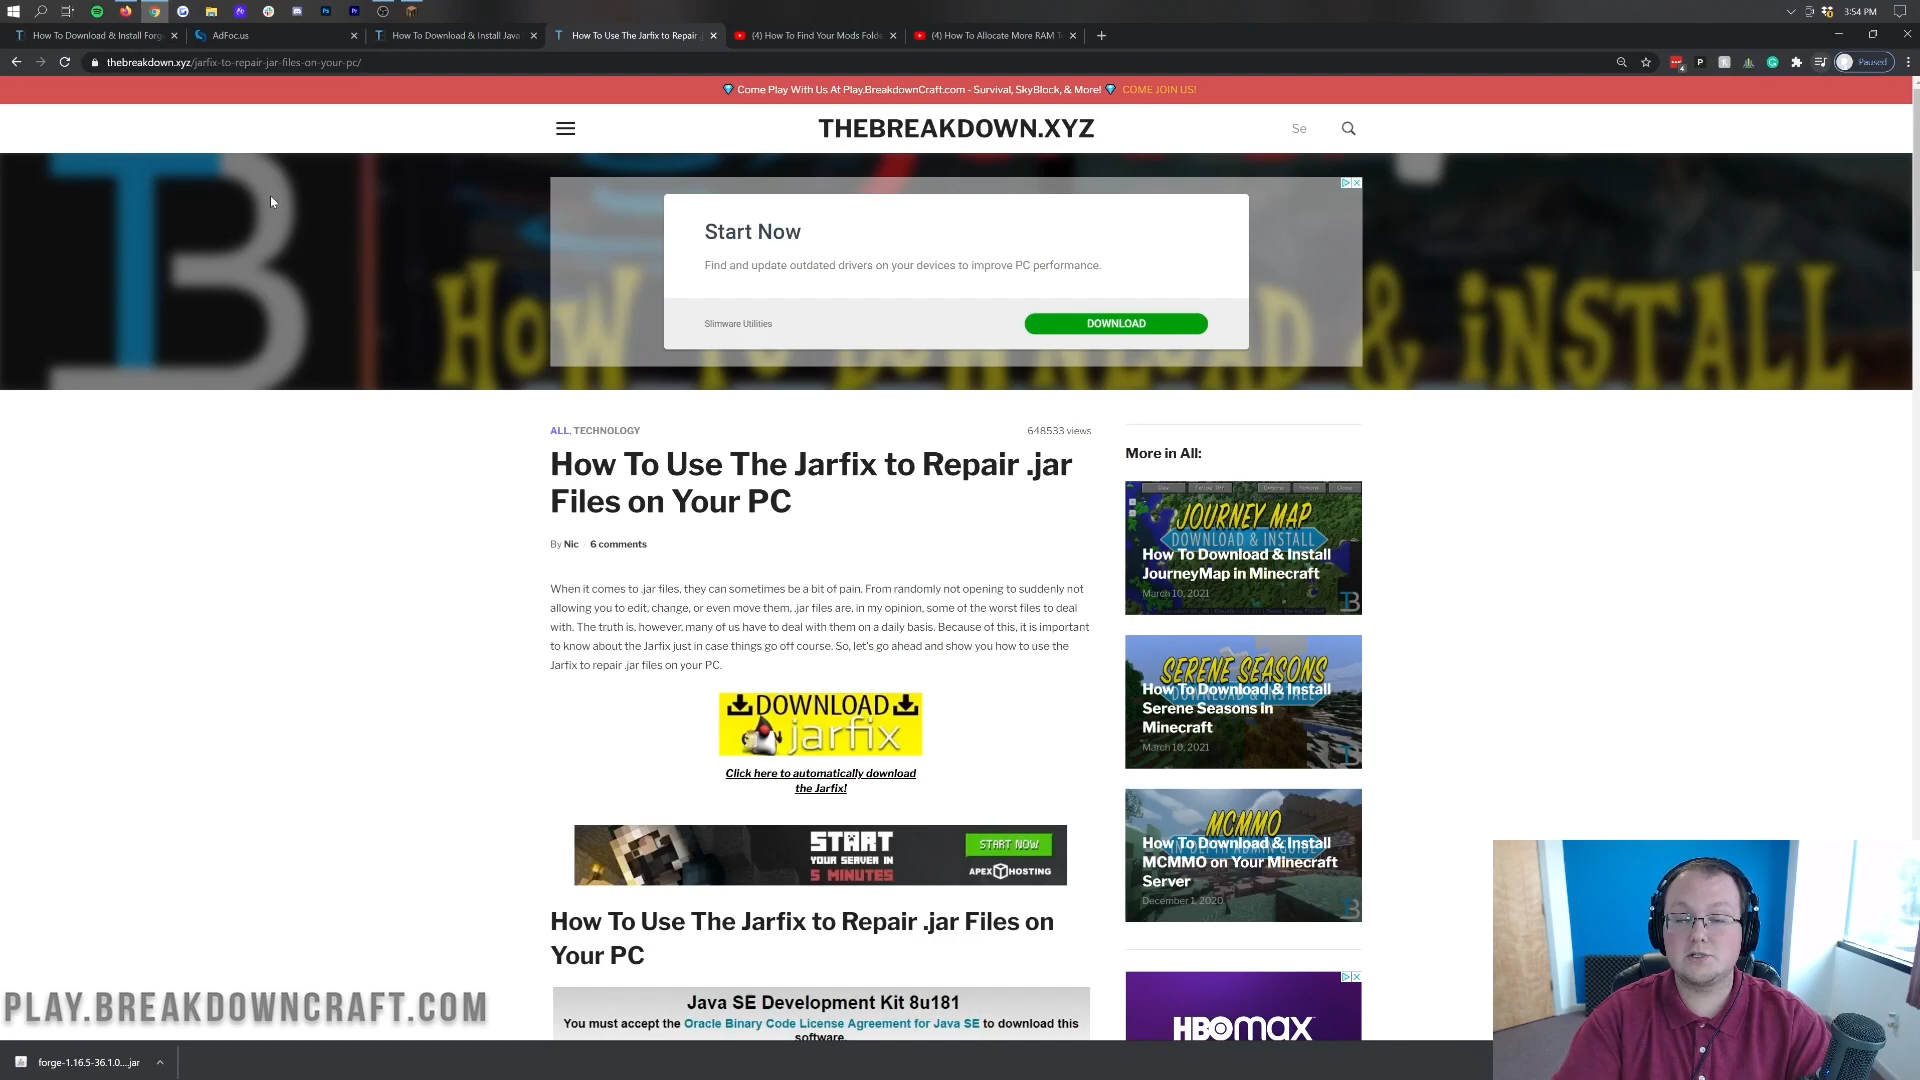 3:54 PM
How To Download & Install Forge
AdFoc.us
How To Download & Install Java
How To Use The Jarfix to Repair .j
(4) How To Find Your Mods Folde
(4) How To Allocate More RAM T
thebreakdown.xyz/jarfix-to-repair-jar-files-on-your-pc/
Paused
Come Play With Us At Play.BreakdownCraft.com - Survival, SkyBlock, & More! COME JOIN US!
THEBREAKDOWN.XYZ
Se
HOW TO DOWNLOAD & iNSTALL
Start Now
Find and update outdated drivers on your devices to improve PC performance.
Slimware Utilities
DOWNLOAD
ALL, TECHNOLOGY
648533 views
How To Use The Jarfix to Repair .jar
Files on Your PC
By Nic / 6 comments
When it comes to .jar files, they can sometimes be a bit of pain. From randomly not opening to suddenly not
allowing you to edit, change, or even move them, .jar files are, in my opinion, some of the worst files to deal
with. The truth is, however, many of us have to deal with them on a daily basis. Because of this, it is important
to know about the Jarfix just in case things go off course. So, let's go ahead and show you how to use the
Jarfix to repair .jar files on your PC.
DOWNLOAD
jarfix
Click here to automatically download
the Jarfix!
START
YOUR SERVER IN
5 MINUTES
START NOW
APEX HOSTING
How To Use The Jarfix to Repair .jar Files on
Your PC
Java SE Development Kit 8u181
You must accept the Oracle Binary Code License Agreement for Java SE to download this
software.
More in All:
JOURNEY MAP
DOWNLOAD & INSTALL
How To Download & Install
JourneyMap in Minecraft
March 10, 2021
SERENE SEASONS
How To Download & Install
Serene Seasons in
Minecraft
March 10, 2021
MCMMO
How To Download & Install
MCMMO on Your Minecraft
Server
December 1, 2020
HBOMAX
PLAY.BREAKDOWNCRAFT.COM
forge-1.16.5-36.1.0....jar